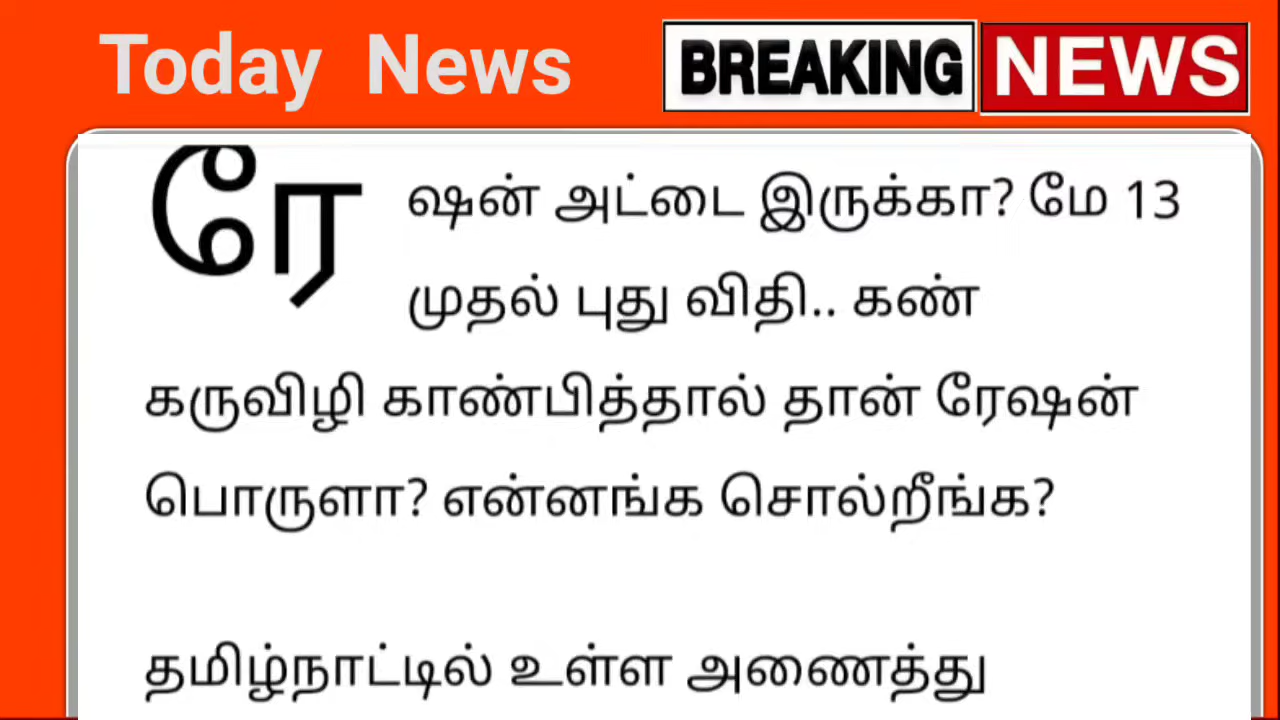 Today News
BREAKING NEWS
ரேஷன் அட்டை இருக்கா? மே 13
முதல் புது விதி.. கண்
கருவிழி காண்பித்தால் தான் ரேஷன்
பொருளா? என்னங்க சொல்றீங்க?
தமிழ்நாட்டில் உள்ள அணைத்து